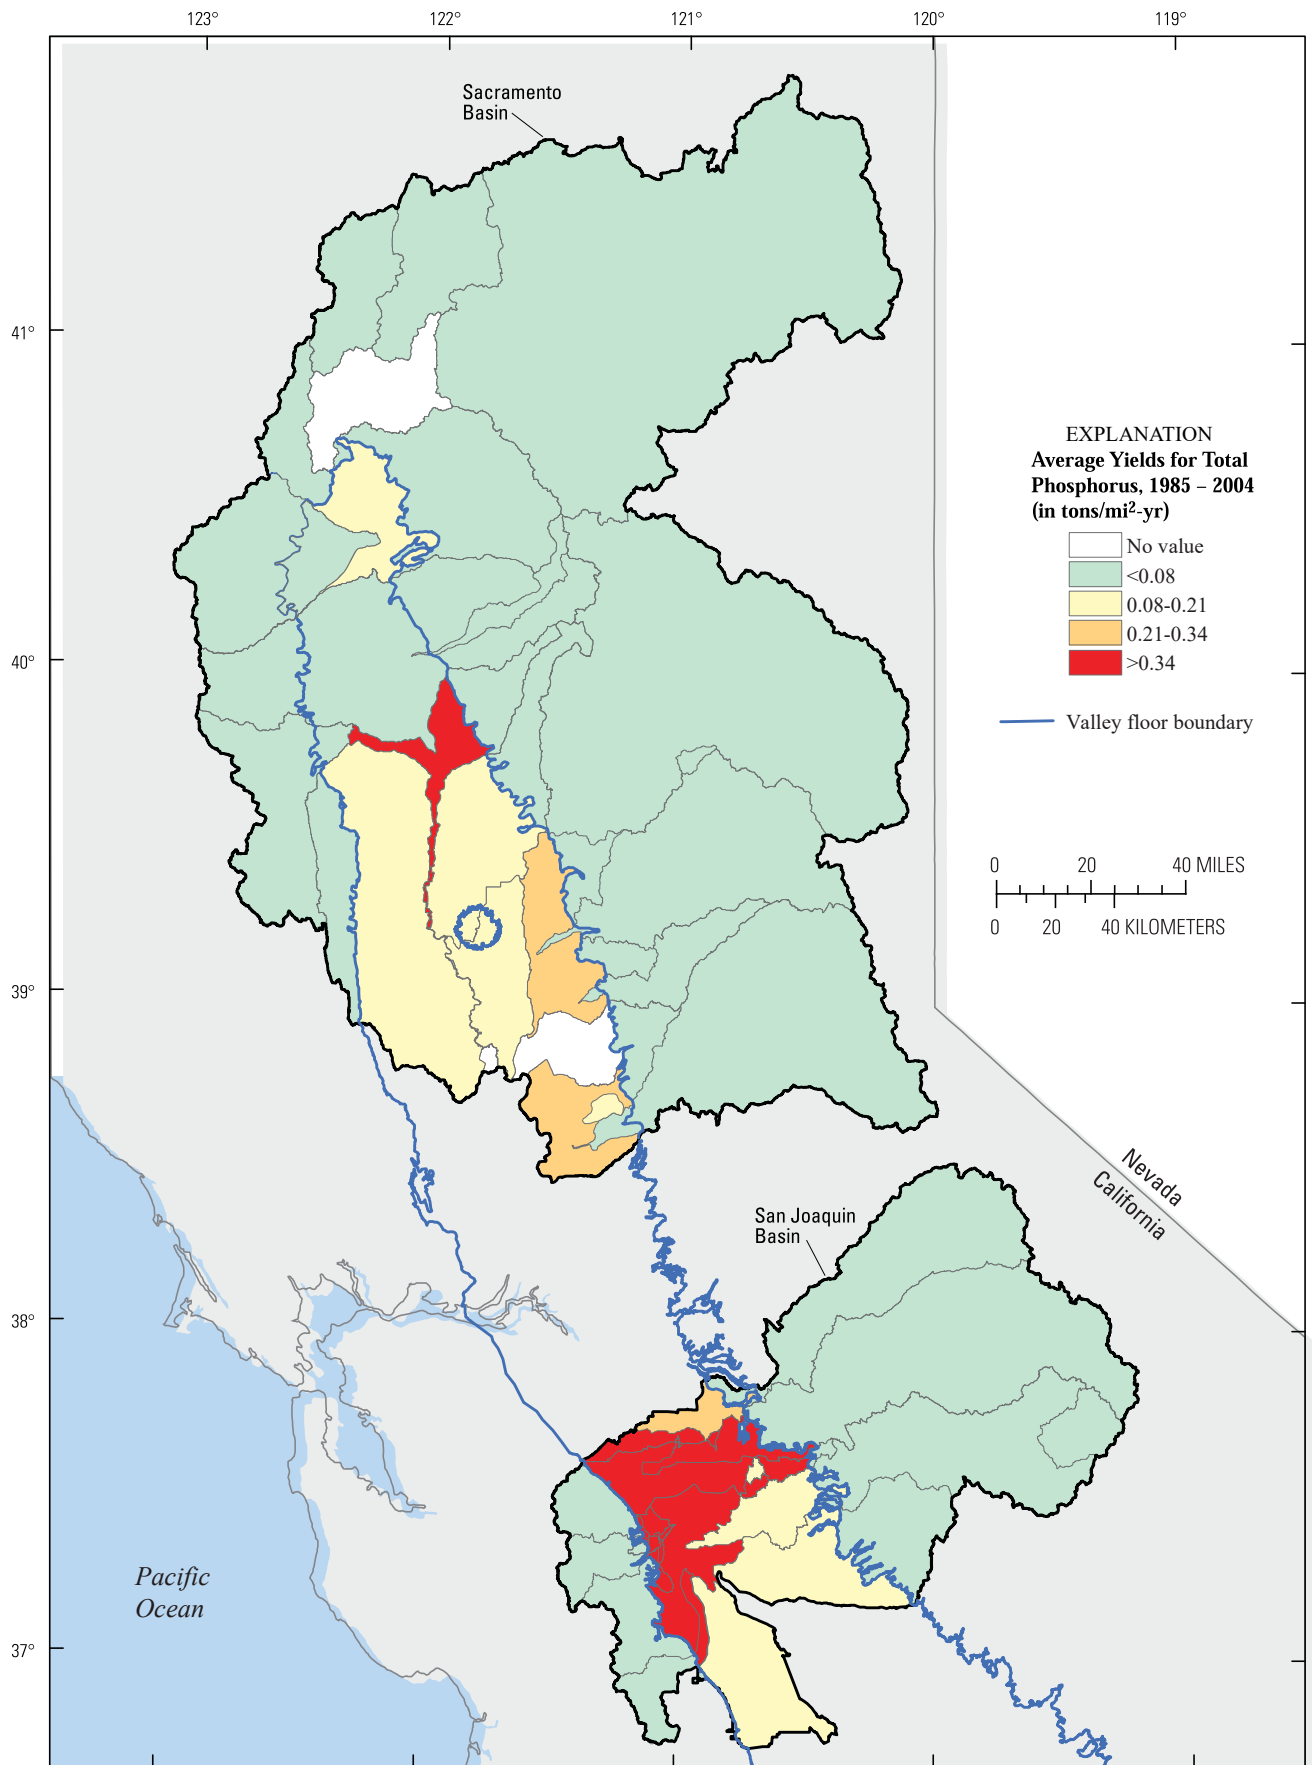 123°
122°
121°
120°
119°
Sacramento
Basin
41°
40°
39°
38°
37°
EXPLANATION
Average Yields for Total
Phosphorus, 1985 – 2004
(in tons/mi²-yr)
No value
<0.08
0.08-0.21
0.21-0.34
>0.34
Valley floor boundary
0 20 40 MILES
0 20 40 KILOMETERS
Nevada
California
San Joaquin
Basin
Pacific
Ocean